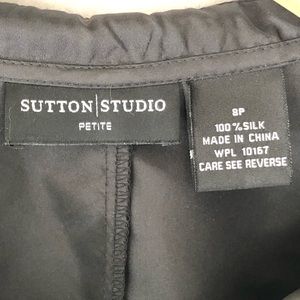 SUTTON|STUDIO
PETITE
8P
100% SILK
MADE IN CHINA
WPL 10167
CARE SEE REVERSE